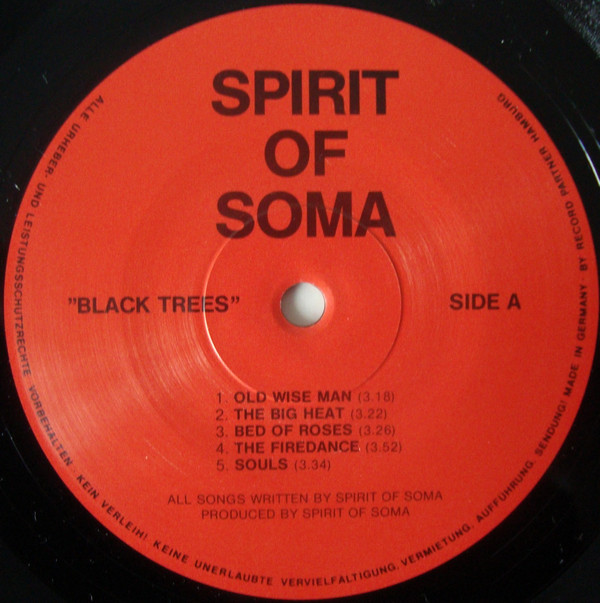 SPIRIT
OF
SOMA
"BLACK TREES"
SIDE A
1. OLD WISE MAN (3.18)
2. THE BIG HEAT (3.22)
3. BED OF ROSES (3.26)
4. THE FIREDANCE (3.52)
5. SOULS (3.34)
ALL SONGS WRITTEN BY SPIRIT OF SOMA
PRODUCED BY SPIRIT OF SOMA
ALLE URHEBER- UND LEISTUNGSSCHUTZRECHTE VORBEHALTEN · KEIN VERLEIH! KEINE UNERLAUBTE VERVIELFÄLTIGUNG, VERMIETUNG, AUFFÜHRUNG, SENDUNG! MADE IN GERMANY · BY RECORD PARTNER HAMBURG